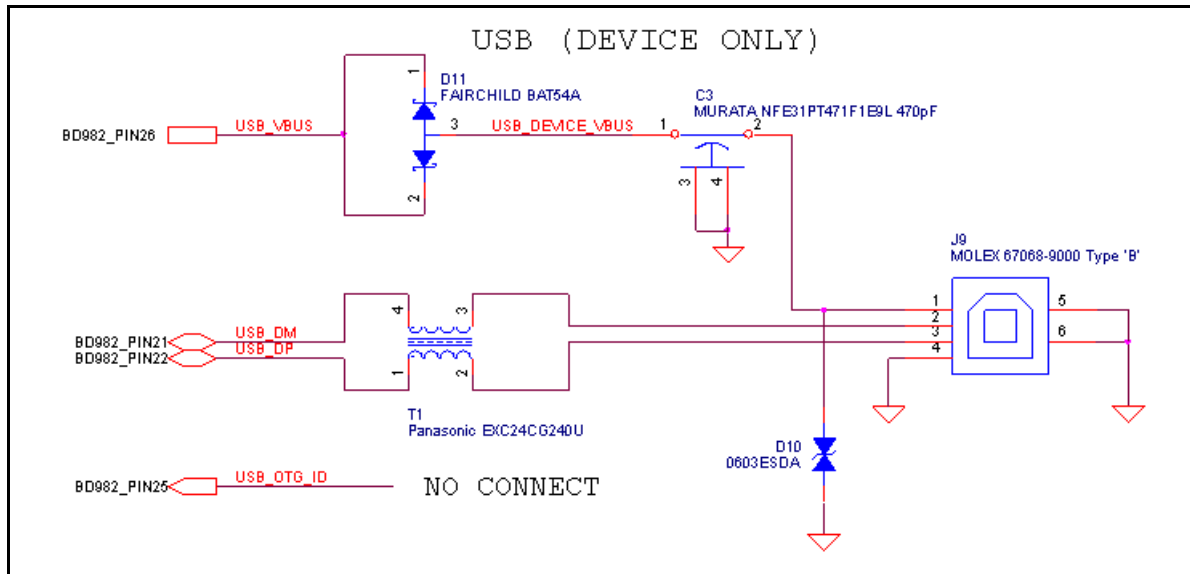 USB (DEVICE ONLY)
1
D11
FAIRCHILD BAT54A
C3
MURATA NFE31PT471F1E9L 470pF
BD982_PIN26
USB_VBUS
3
USB_DEVICE_VBUS
1
2
2
3
4
J9
MOLEX 67068-9000 Type 'B'
4
3
1
2
3
4
5
6
BD982_PIN21
USB_DM
BD982_PIN22
USB_DP
1
2
T1
Panasonic EXC24CG240U
D10
0603ESDA
BD982_PIN25
USB_OTG_ID
NO CONNECT